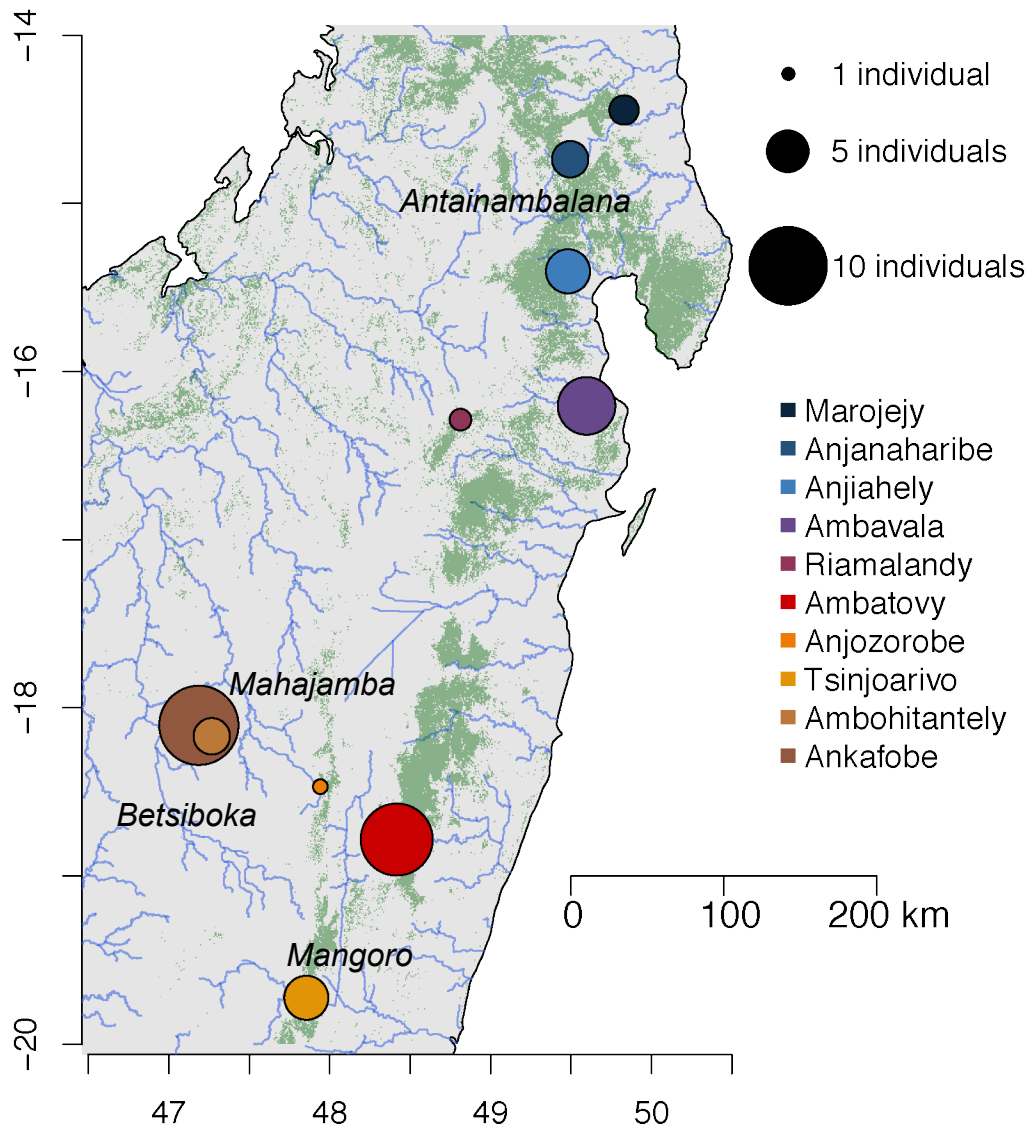 −14
−16
−18
−20
47
48
49
50
Antainambalana
Mahajamba
Betsiboka
Mangoro
1 individual
5 individuals
10 individuals
Marojejy
Anjanaharibe
Anjiahely
Ambavala
Riamalandy
Ambatovy
Anjozorobe
Tsinjoarivo
Ambohitantely
Ankafobe
0 100 200 km